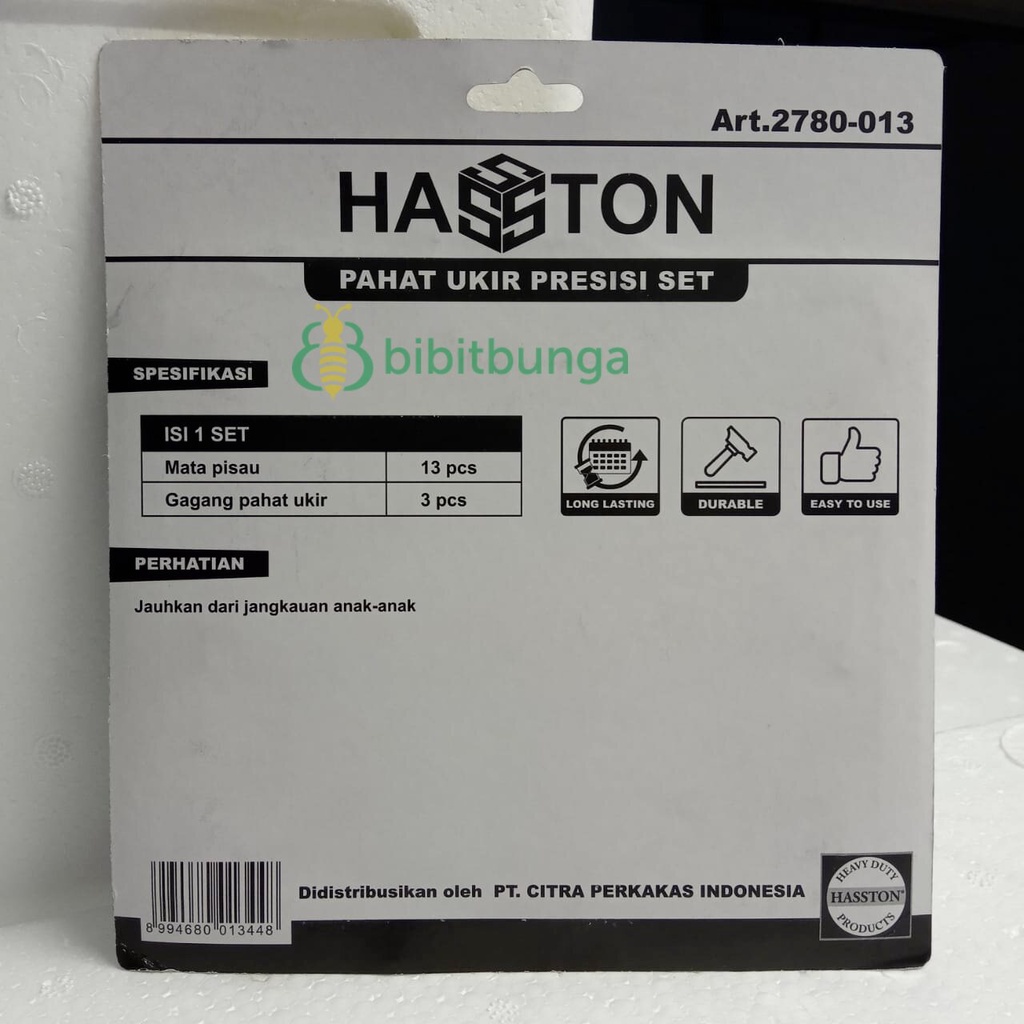 Art.2780-013
HASSTON
PAHAT UKIR PRESISI SET
bibitbunga
SPESIFIKASI
ISI 1 SET
Mata pisau 13 pcs
Gagang pahat ukir 3 pcs
LONG LASTING
DURABLE
EASY TO USE
PERHATIAN
Jauhkan dari jangkauan anak-anak
8 994680 013448
Didistribusikan oleh PT. CITRA PERKAKAS INDONESIA
HEAVY DUTY
HASSTON®
PRODUCTS